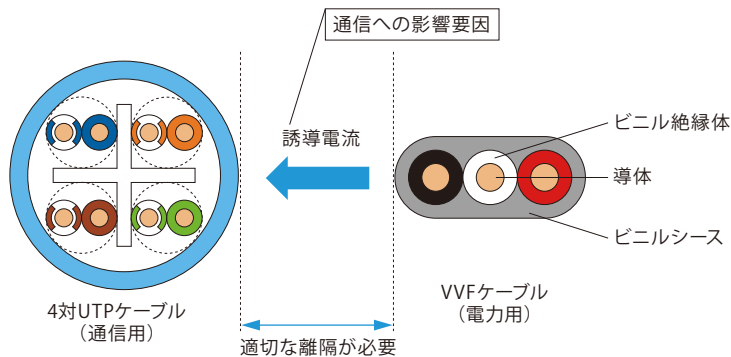 通信への影響要因
誘導電流
ビニル絶縁体
導体
ビニルシース
4対UTPケーブル
（通信用）
VVFケーブル
（電力用）
適切な離隔が必要